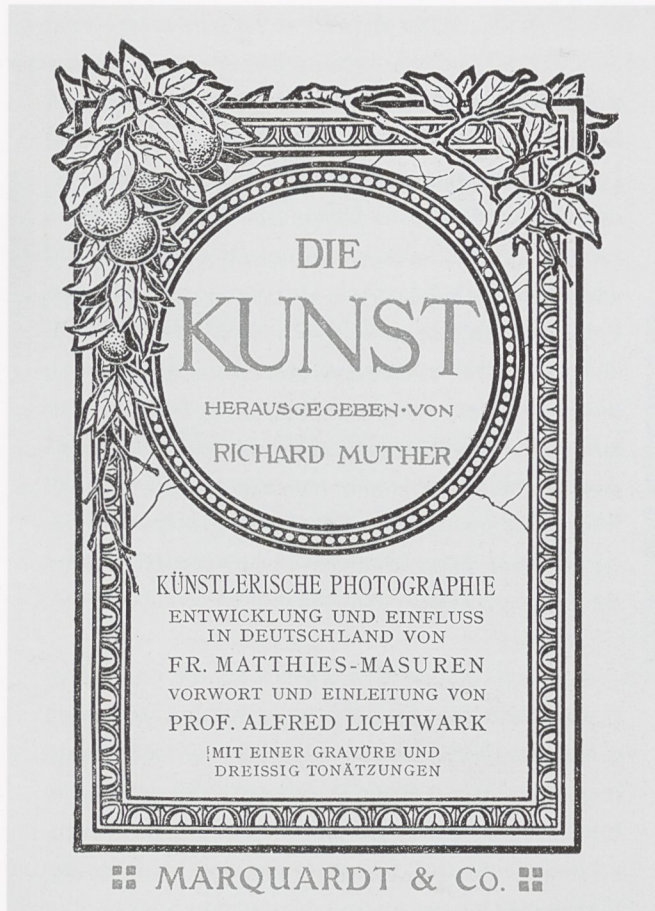 DIE
KUNST
HERAUSGEGEBEN·VON
RICHARD MUTHER
KÜNSTLERISCHE PHOTOGRAPHIE
ENTWICKLUNG UND EINFLUSS
IN DEUTSCHLAND VON
FR. MATTHIES-MASUREN
VORWORT UND EINLEITUNG VON
PROF. ALFRED LICHTWARK
MIT EINER GRAVÜRE UND
DREISSIG TONÄTZUNGEN
MARQUARDT & Co.